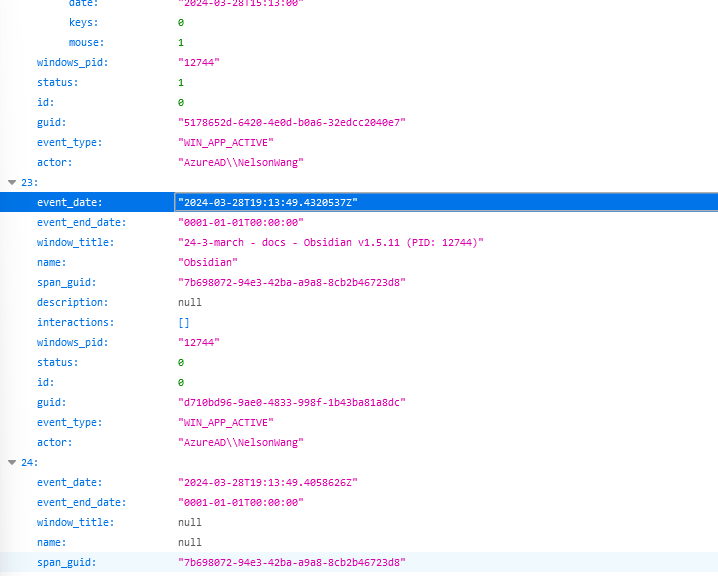 date: "2024-03-28T15:13:00"
keys: 0
mouse: 1
windows_pid: "12744"
status: 1
id: 0
guid: "5178652d-6420-4e0d-b0a6-32edcc2040e7"
event_type: "WIN_APP_ACTIVE"
actor: "AzureAD\\NelsonWang"
23:
event_date: "2024-03-28T19:13:49.4320537Z"
event_end_date: "0001-01-01T00:00:00"
window_title: "24-3-march - docs - Obsidian v1.5.11 (PID: 12744)"
name: "Obsidian"
span_guid: "7b698072-94e3-42ba-a9a8-8cb2b46723d8"
description: null
interactions: []
windows_pid: "12744"
status: 0
id: 0
guid: "d710bd96-9ae0-4833-998f-1b43ba81a8dc"
event_type: "WIN_APP_ACTIVE"
actor: "AzureAD\\NelsonWang"
24:
event_date: "2024-03-28T19:13:49.4058626Z"
event_end_date: "0001-01-01T00:00:00"
window_title: null
name: null
span_guid: "7b698072-94e3-42ba-a9a8-8cb2b46723d8"